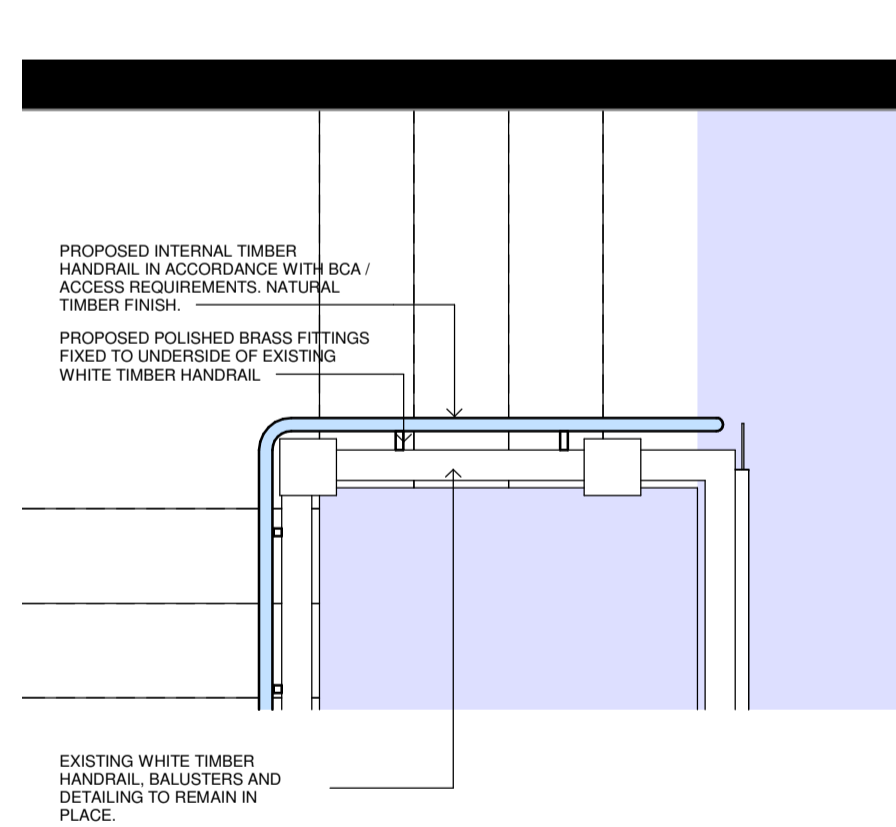 PROPOSED INTERNAL TIMBER
HANDRAIL IN ACCORDANCE WITH BCA /
ACCESS REQUIREMENTS. NATURAL
TIMBER FINISH.
PROPOSED POLISHED BRASS FITTINGS
FIXED TO UNDERSIDE OF EXISTING
WHITE TIMBER HANDRAIL
EXISTING WHITE TIMBER
HANDRAIL, BALUSTERS AND
DETAILING TO REMAIN IN
PLACE.